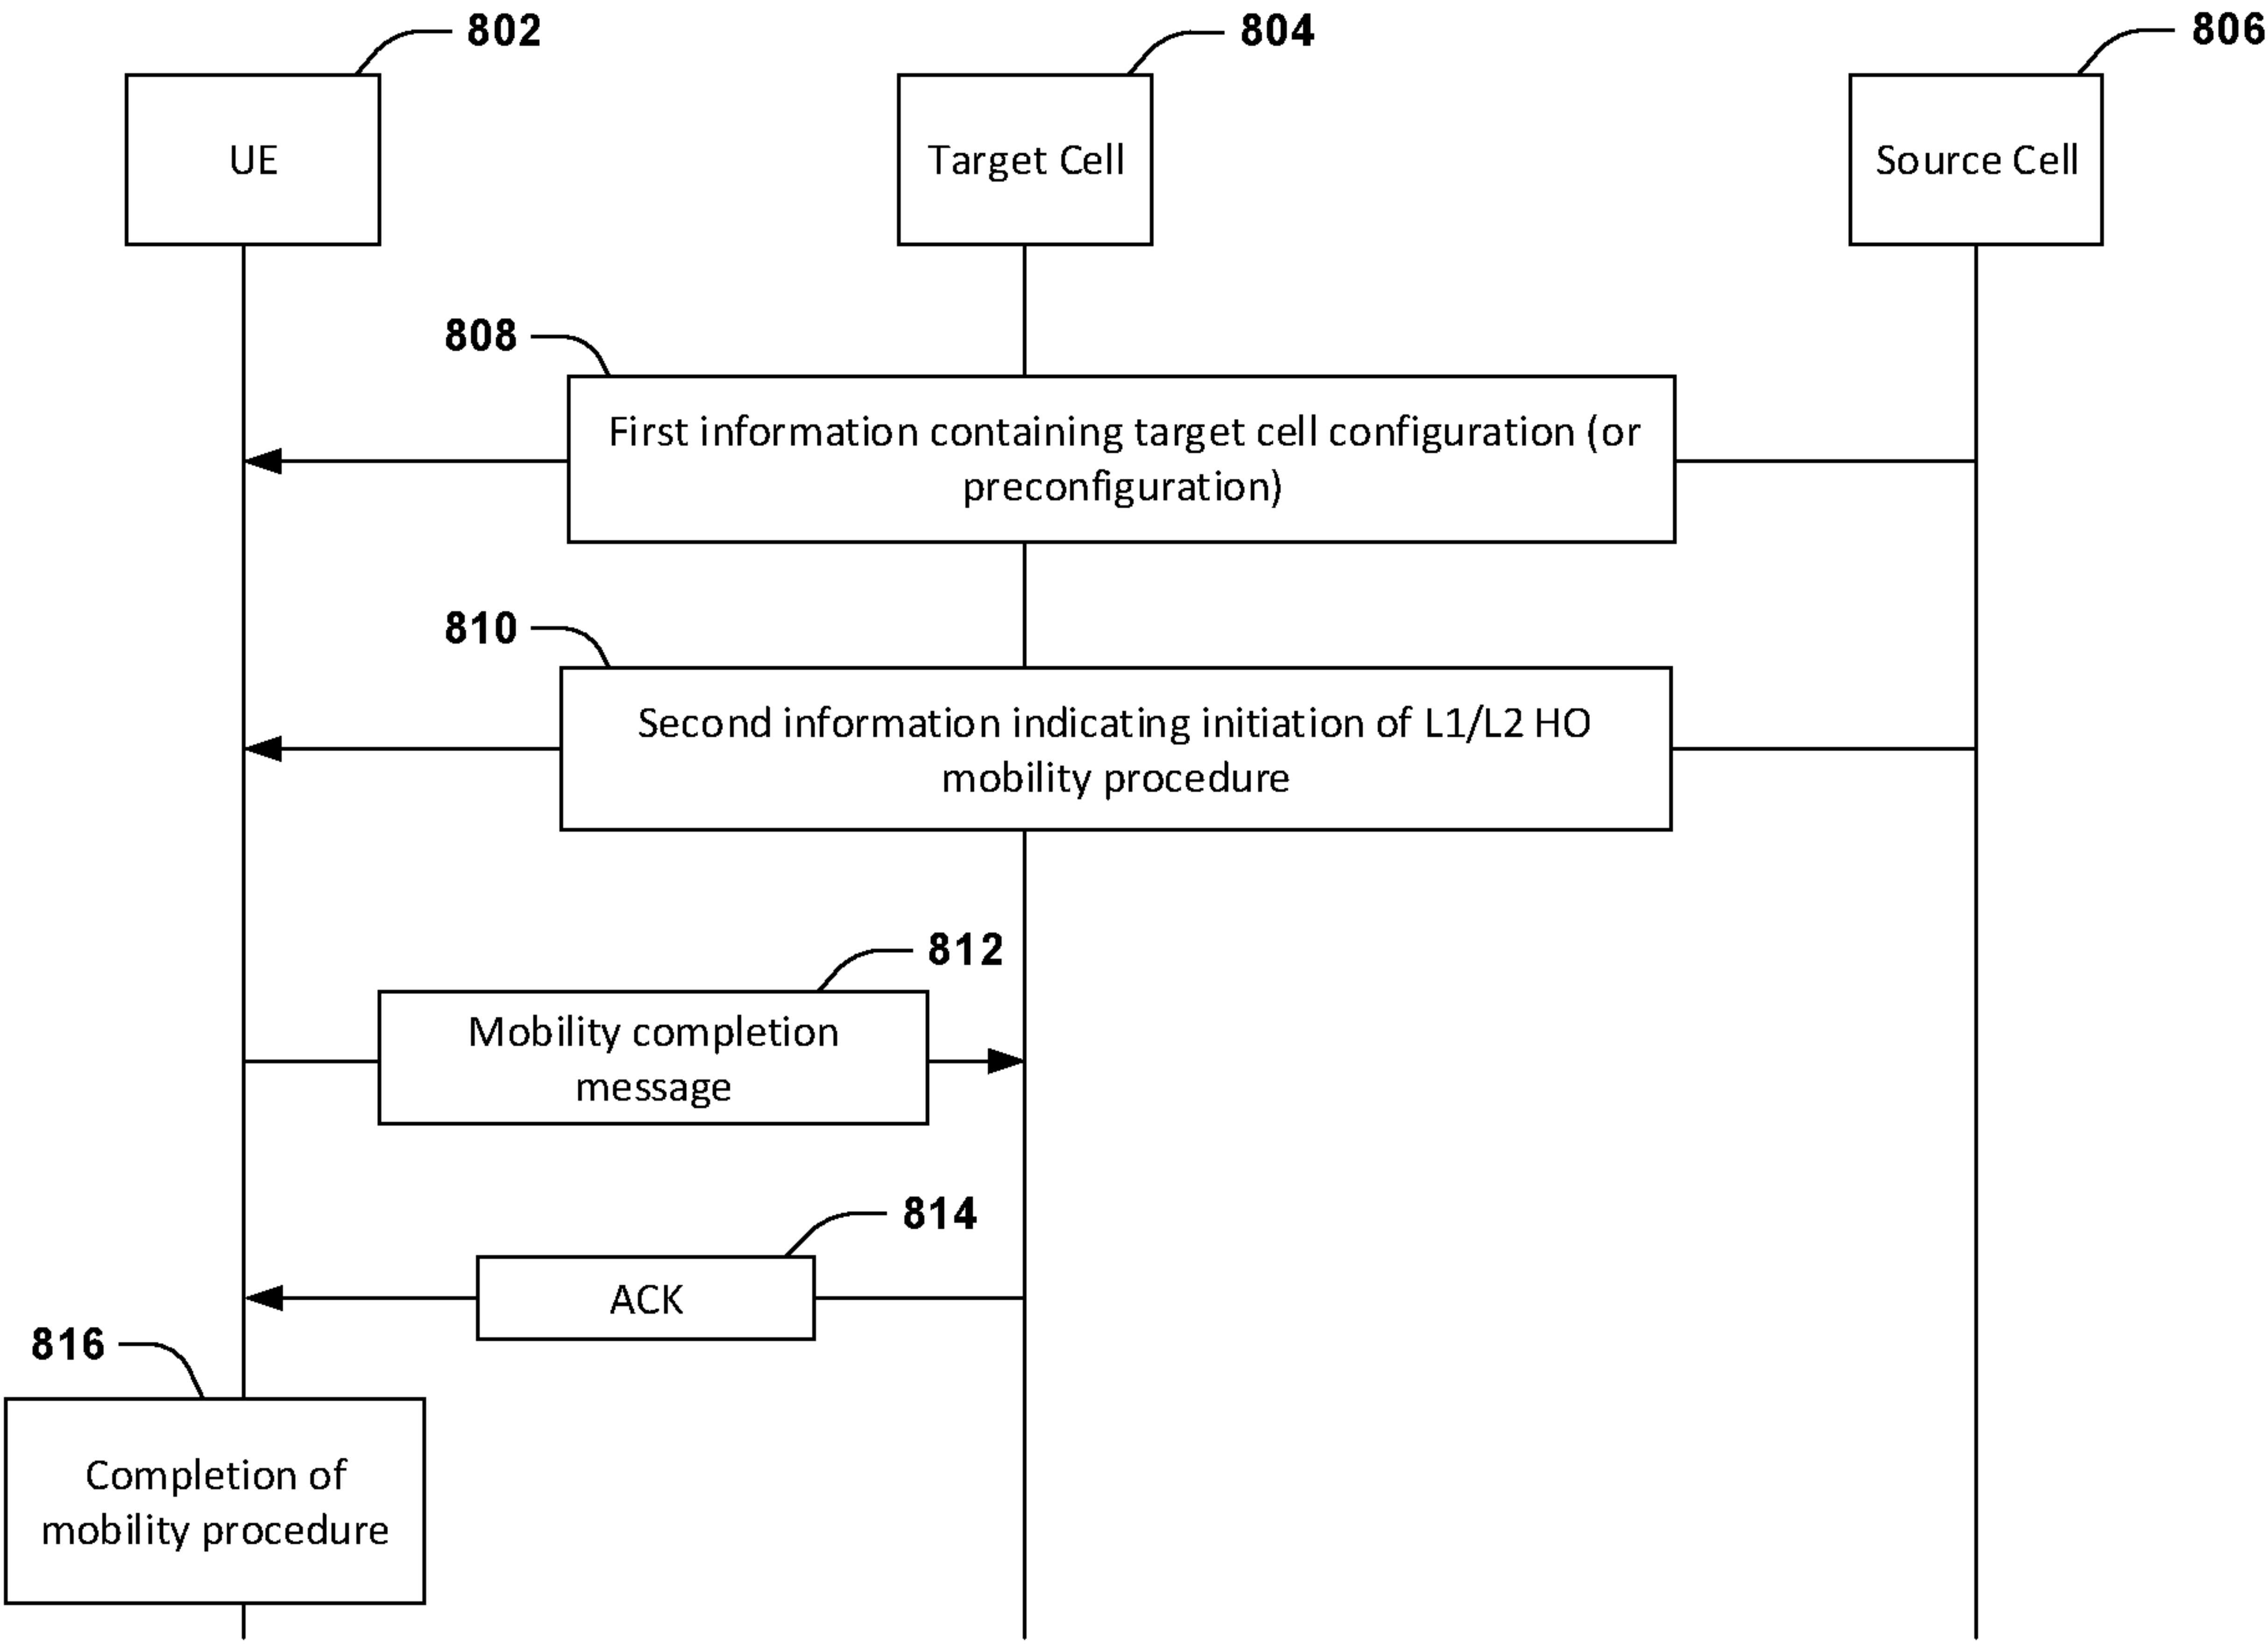 802
804
806
UE
Target Cell
Source Cell
808
First information containing target cell configuration (or
preconfiguration)
810
Second information indicating initiation of L1/L2 HO
mobility procedure
812
Mobility completion
message
814
ACK
816
Completion of
mobility procedure